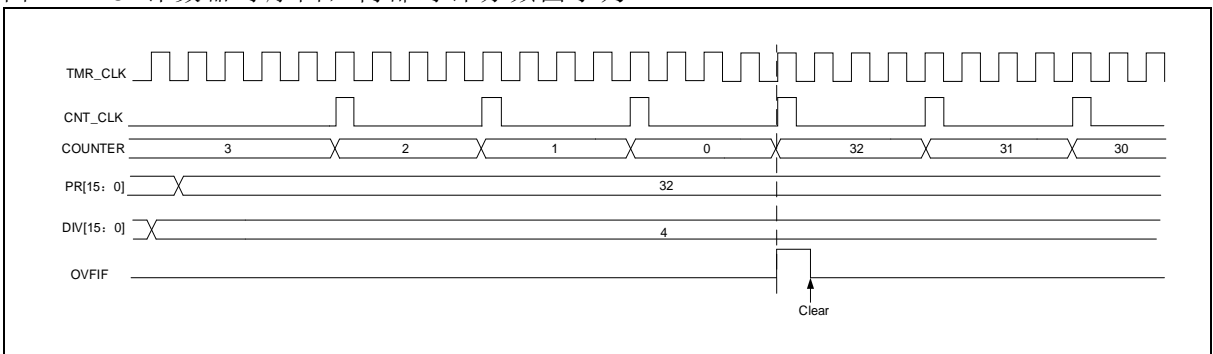 TMR_CLK
CNT_CLK
COUNTER 3 2 1 0 32 31 30
PR[15：0] 32
DIV[15：0] 4
OVFIF
Clear